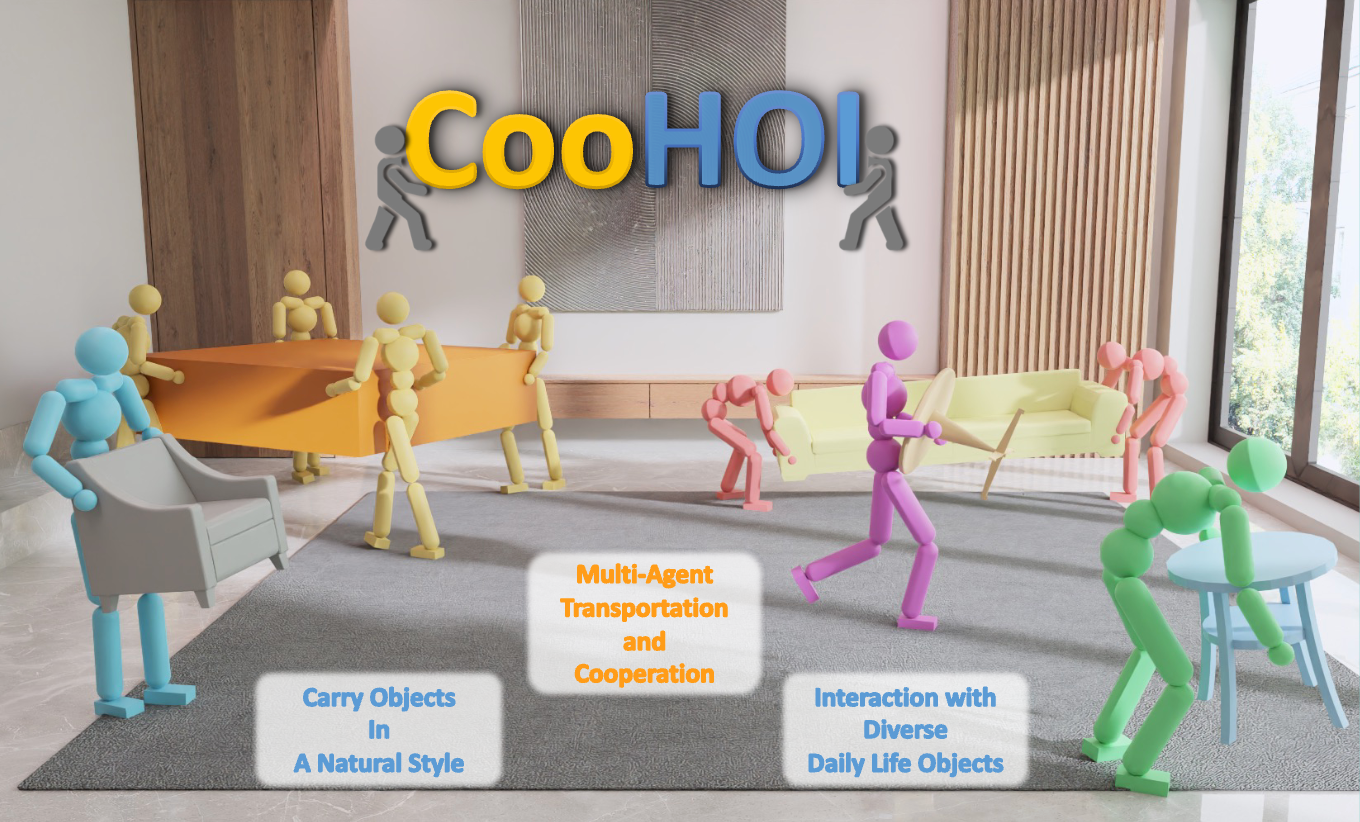 CooHOI
Multi-Agent
Transportation
and
Cooperation
Carry Objects
In
A Natural Style
Interaction with
Diverse
Daily Life Objects